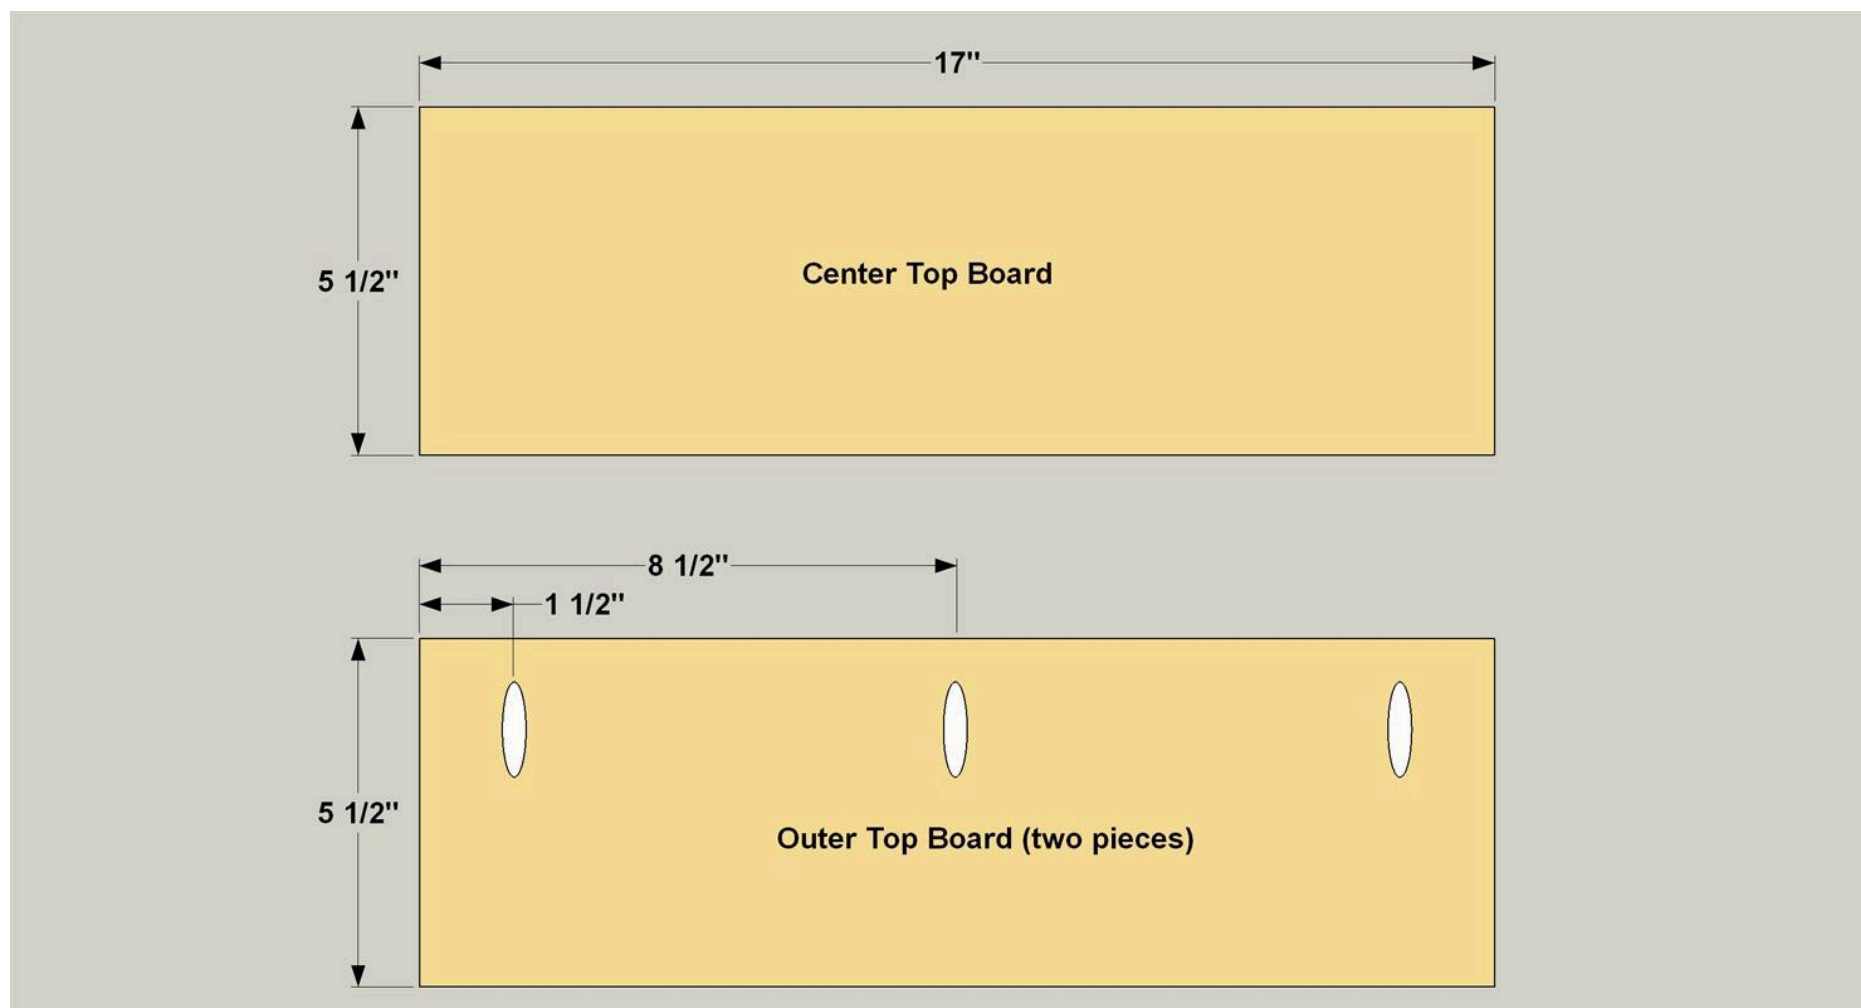 17"
5 1/2"
Center Top Board
8 1/2"
1 1/2"
5 1/2"
Outer Top Board (two pieces)